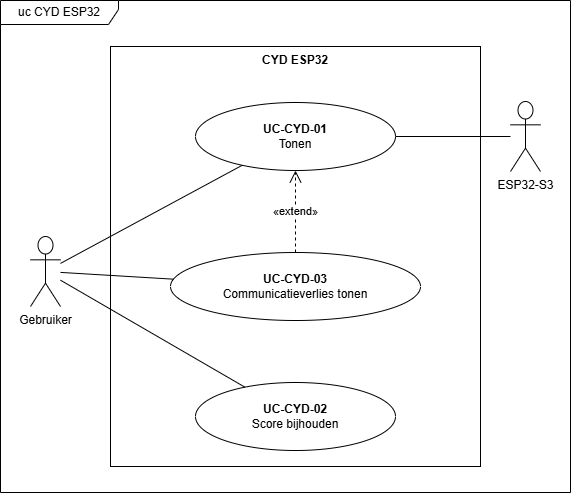 uc CYD ESP32
CYD ESP32
UC-CYD-01
Tonen
ESP32-S3
«extend»
UC-CYD-03
Communicatieverlies tonen
Gebruiker
UC-CYD-02
Score bijhouden